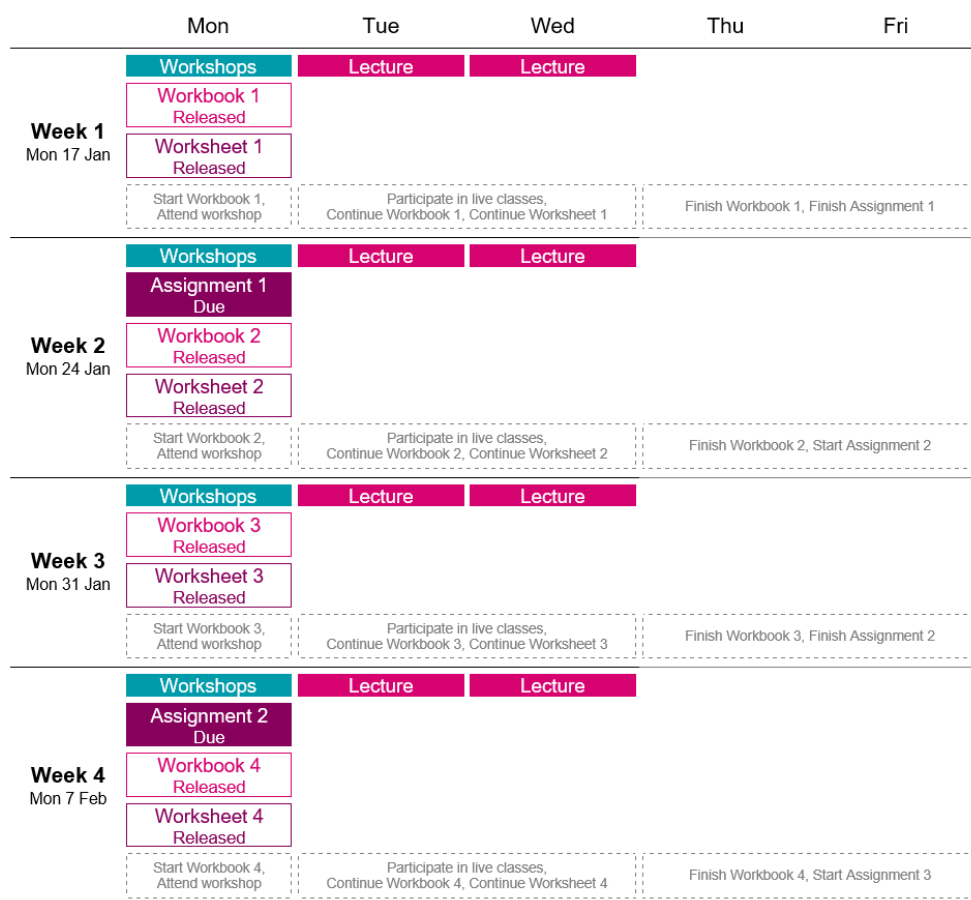 Mon Tue Wed Thu Fri
Workshops Lecture Lecture
Workbook 1
Released
Week 1
Mon 17 Jan
Worksheet 1
Released
Start Workbook 1,
Attend workshop
Participate in live classes,
Continue Workbook 1, Continue Worksheet 1
Finish Workbook 1, Finish Assignment 1
Workshops Lecture Lecture
Assignment 1
Due
Week 2
Mon 24 Jan
Workbook 2
Released
Worksheet 2
Released
Start Workbook 2,
Attend workshop
Participate in live classes,
Continue Workbook 2, Continue Worksheet 2
Finish Workbook 2, Start Assignment 2
Workshops Lecture Lecture
Workbook 3
Released
Week 3
Mon 31 Jan
Worksheet 3
Released
Start Workbook 3,
Attend workshop
Participate in live classes,
Continue Workbook 3, Continue Worksheet 3
Finish Workbook 3, Finish Assignment 2
Workshops Lecture Lecture
Assignment 2
Due
Week 4
Mon 7 Feb
Workbook 4
Released
Worksheet 4
Released
Start Workbook 4,
Attend workshop
Participate in live classes,
Continue Workbook 4, Continue Worksheet 4
Finish Workbook 4, Start Assignment 3